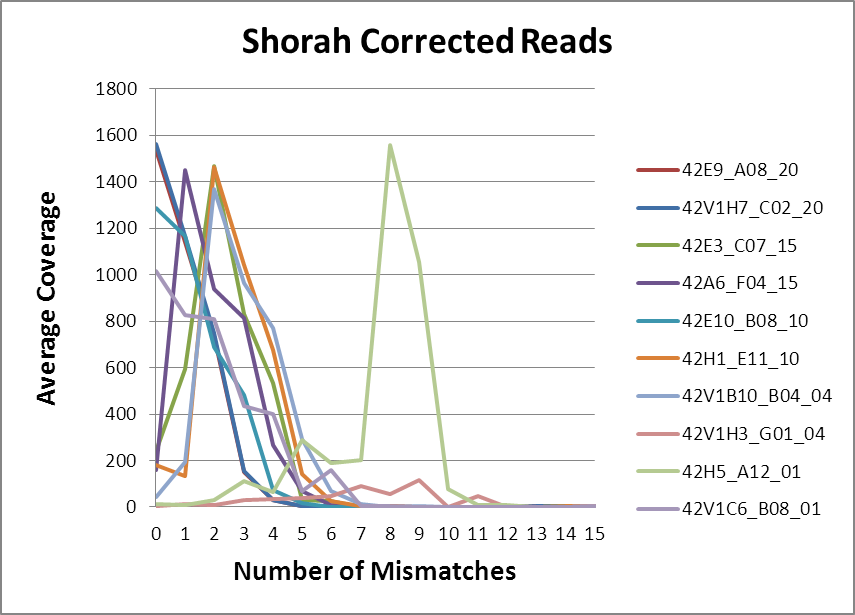 Shorah Corrected Reads
1800
1600
1400
1200
1000
800
600
400
200
0
Average Coverage
0 1 2 3 4 5 6 7 8 9 10 11 12 13 14 15
Number of Mismatches
42E9_A08_20
42V1H7_C02_20
42E3_C07_15
42A6_F04_15
42E10_B08_10
42H1_E11_10
42V1B10_B04_04
42V1H3_G01_04
42H5_A12_01
42V1C6_B08_01